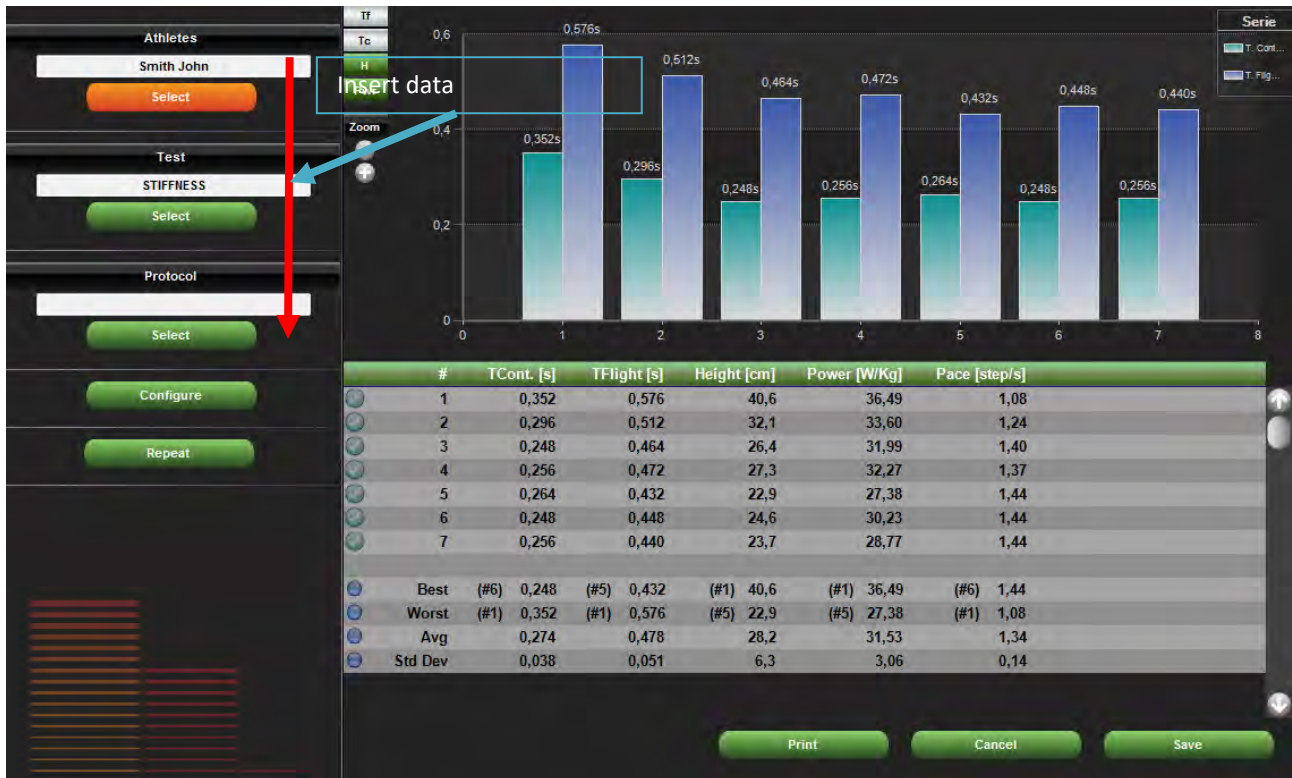 Athletes
Smith John
Select
Test
STIFFNESS
Select
Protocol
Select
Configure
Repeat
Tf
Tc
H
Zoom
Insert data
Serie
T. Cont...
T. Flig...
0,6
0,4
0,2
0
0,576s
0,512s
0,464s
0,472s
0,432s
0,448s
0,440s
0,352s
0,296s
0,248s
0,256s
0,264s
0,248s
0,256s
0 1 2 3 4 5 6 7 8
# TCont. [s] TFlight [s] Height [cm] Power [W/Kg] Pace [step/s]
1 0,352 0,576 40,6 36,49 1,08
2 0,296 0,512 32,1 33,60 1,24
3 0,248 0,464 26,4 31,99 1,40
4 0,256 0,472 27,3 32,27 1,37
5 0,264 0,432 22,9 27,38 1,44
6 0,248 0,448 24,6 30,23 1,44
7 0,256 0,440 23,7 28,77 1,44
Best (#6) 0,248 (#5) 0,432 (#1) 40,6 (#1) 36,49 (#6) 1,44
Worst (#1) 0,352 (#1) 0,576 (#5) 22,9 (#5) 27,38 (#1) 1,08
Avg 0,274 0,478 28,2 31,53 1,34
Std Dev 0,038 0,051 6,3 3,06 0,14
Print Cancel Save